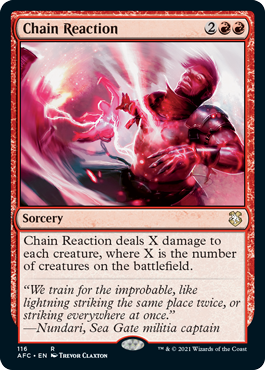 Chain Reaction 2
Sorcery
Chain Reaction deals X damage to
each creature, where X is the number
of creatures on the battlefield.
“We train for the improbable, like
lightning striking the same place twice, or
striking everywhere at once.”
—Nundari, Sea Gate militia captain
116 R
AFC • EN TREVOR CLAXTON
™ & © 2021 Wizards of the Coast